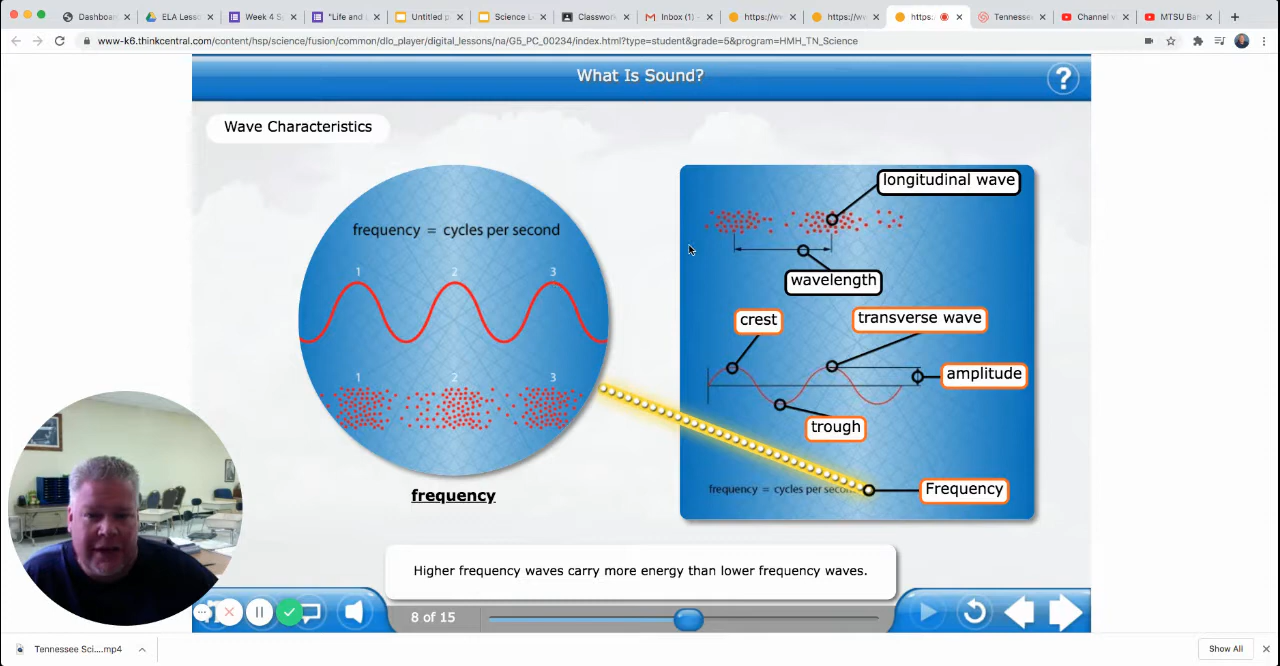 Dashboar
ELA Lesso
Week 4 S
"Life and L
Untitled p
Science L
Classwor
Inbox (1) -
https://w
https://w
https:
Tennesse
Channel v
MTSU Ba
www-k6.thinkcentral.com/content/hsp/science/fusion/common/dlo_player/digital_lessons/na/G5_PC_00234/index.html?type=student&grade=5&program=HMH_TN_Science
What Is Sound?
?
Wave Characteristics
frequency = cycles per second
1 2 3
1 2 3
frequency
longitudinal wave
wavelength
crest
transverse wave
amplitude
trough
frequency = cycles per secon
Frequency
Higher frequency waves carry more energy than lower frequency waves.
8 of 15
Tennessee Sci....mp4
Show All